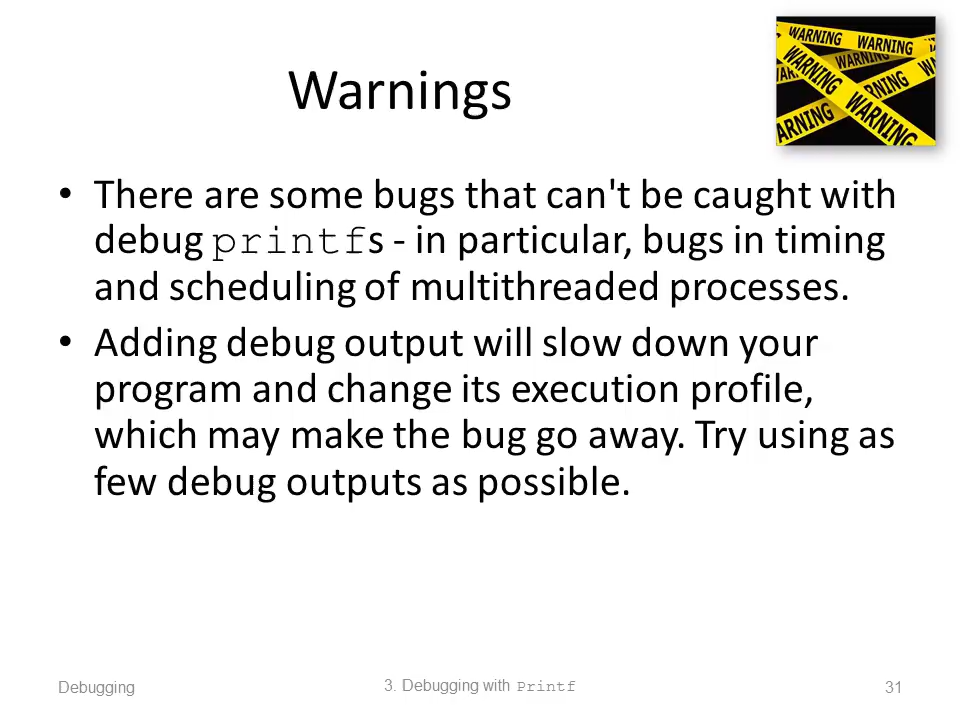 Warnings
WARNING WARNING
WARNING
WARNING
WARNING
WARNING
ARNING
• There are some bugs that can't be caught with
debug printfs - in particular, bugs in timing
and scheduling of multithreaded processes.
• Adding debug output will slow down your
program and change its execution profile,
which may make the bug go away. Try using as
few debug outputs as possible.
Debugging
3. Debugging with Printf
31